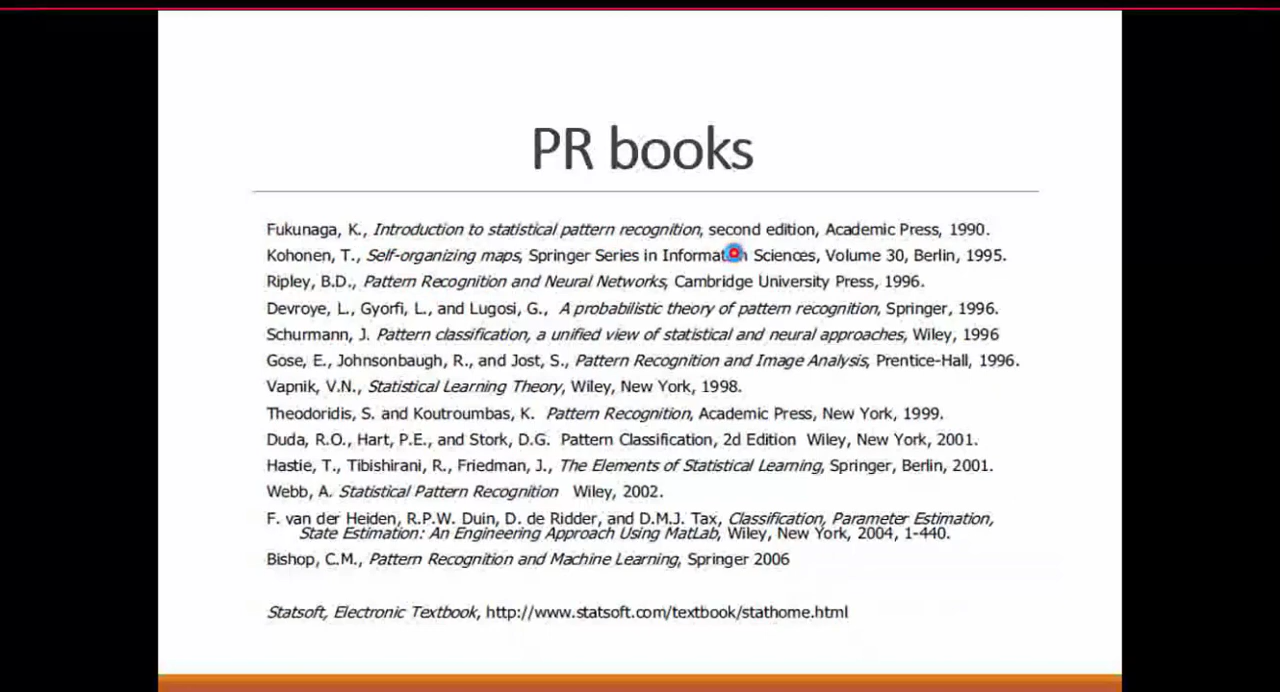 PR books
Fukunaga, K., Introduction to statistical pattern recognition, second edition, Academic Press, 1990.
Kohonen, T., Self-organizing maps, Springer Series in Information Sciences, Volume 30, Berlin, 1995.
Ripley, B.D., Pattern Recognition and Neural Networks, Cambridge University Press, 1996.
Devroye, L., Gyorfi, L., and Lugosi, G., A probabilistic theory of pattern recognition, Springer, 1996.
Schurmann, J. Pattern classification, a unified view of statistical and neural approaches, Wiley, 1996
Gose, E., Johnsonbaugh, R., and Jost, S., Pattern Recognition and Image Analysis, Prentice-Hall, 1996.
Vapnik, V.N., Statistical Learning Theory, Wiley, New York, 1998.
Theodoridis, S. and Koutroumbas, K. Pattern Recognition, Academic Press, New York, 1999.
Duda, R.O., Hart, P.E., and Stork, D.G. Pattern Classification, 2d Edition Wiley, New York, 2001.
Hastie, T., Tibishirani, R., Friedman, J., The Elements of Statistical Learning, Springer, Berlin, 2001.
Webb, A. Statistical Pattern Recognition Wiley, 2002.
F. van der Heiden, R.P.W. Duin, D. de Ridder, and D.M.J. Tax, Classification, Parameter Estimation,
State Estimation: An Engineering Approach Using MatLab, Wiley, New York, 2004, 1-440.
Bishop, C.M., Pattern Recognition and Machine Learning, Springer 2006
Statsoft, Electronic Textbook, http://www.statsoft.com/textbook/stathome.html